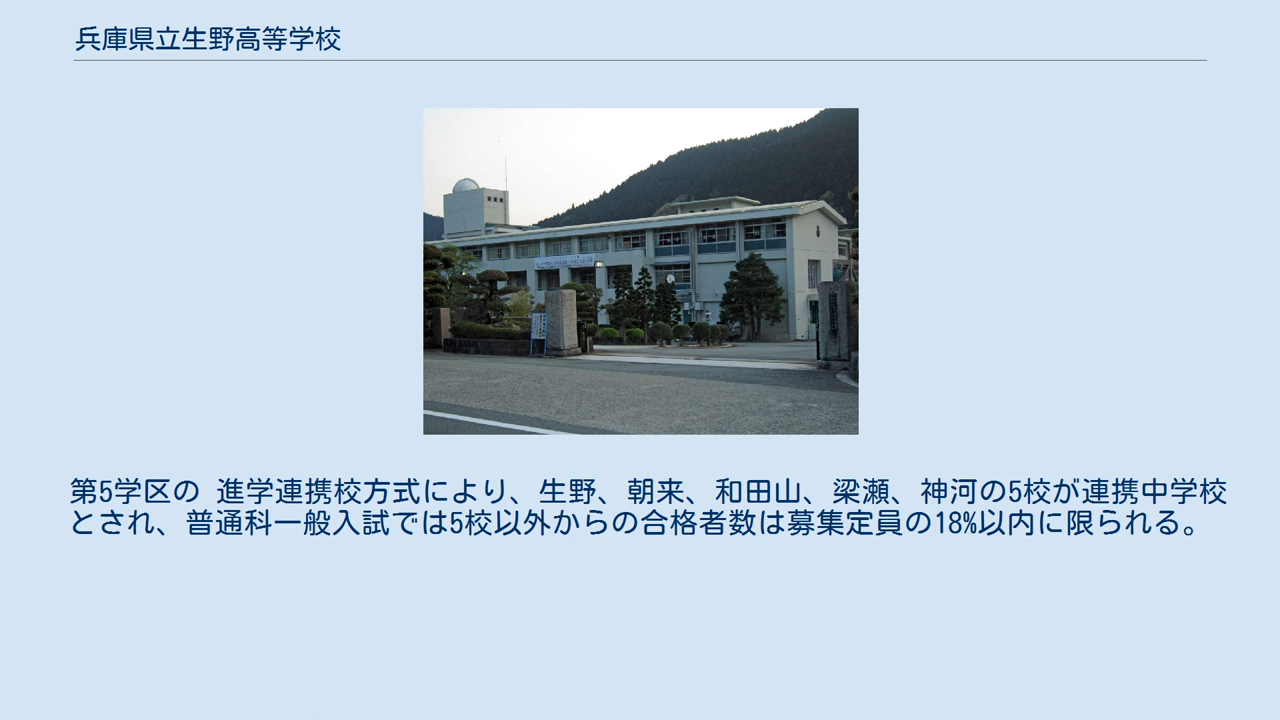 兵庫県立生野高等学校
第5学区の 進学連携校方式により、生野、朝来、和田山、梁瀬、神河の5校が連携中学校
とされ、普通科一般入試では5校以外からの合格者数は募集定員の18%以内に限られる。